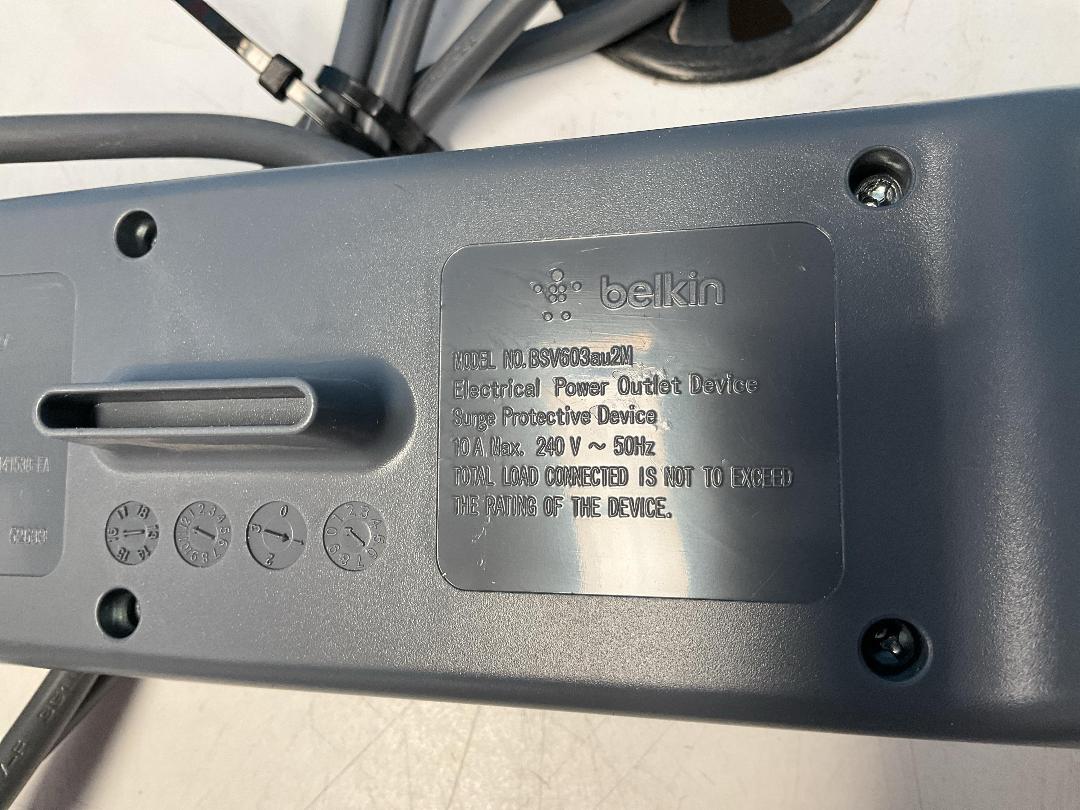 belkin
MODEL NO. BSV603au2M
Electrical Power Outlet Device
Surge Protective Device
10 A Max. 240 V ~ 50Hz
TOTAL LOAD CONNECTED IS NOT TO EXCEED
THE RATING OF THE DEVICE.